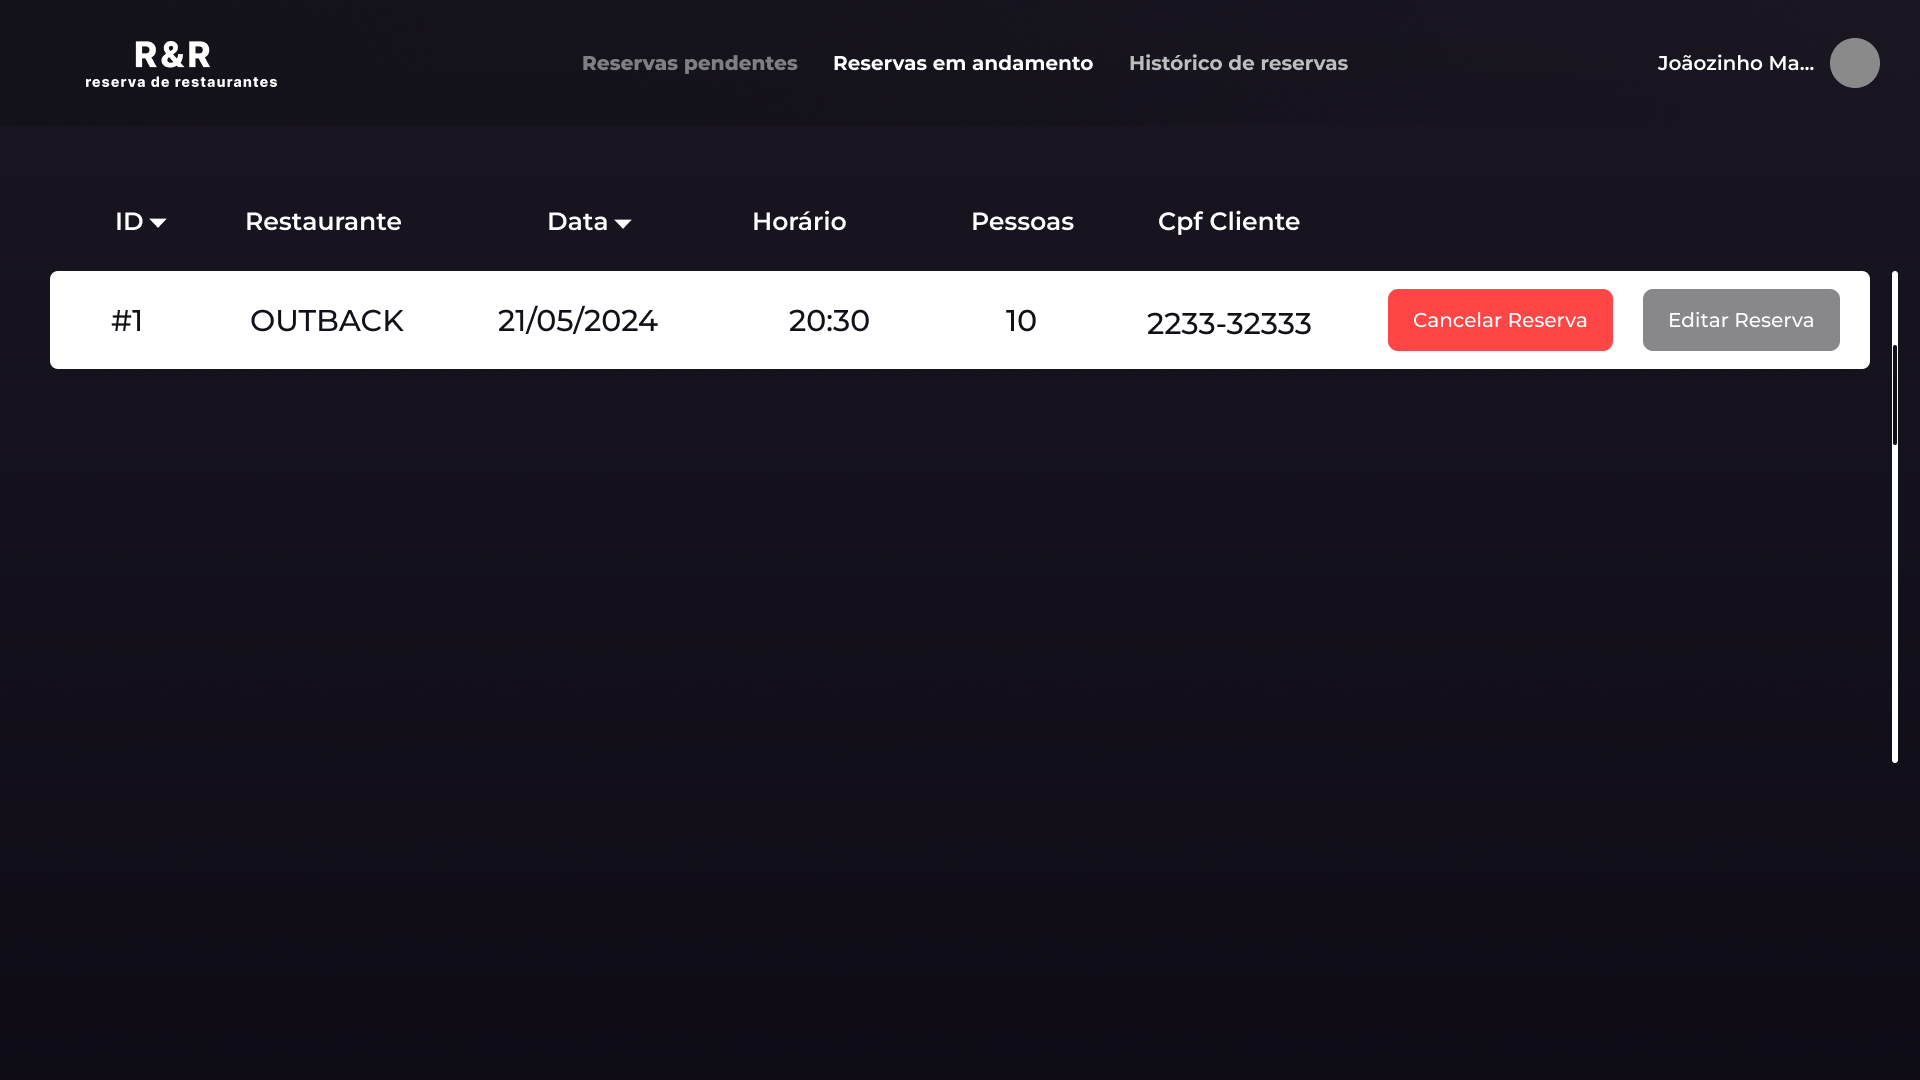 R&R
reserva de restaurantes
Reservas pendentes Reservas em andamento Histórico de reservas
Joãozinho Ma...
ID Restaurante Data Horário Pessoas Cpf Cliente
#1 OUTBACK 21/05/2024 20:30 10 2233-32333 Cancelar Reserva Editar Reserva